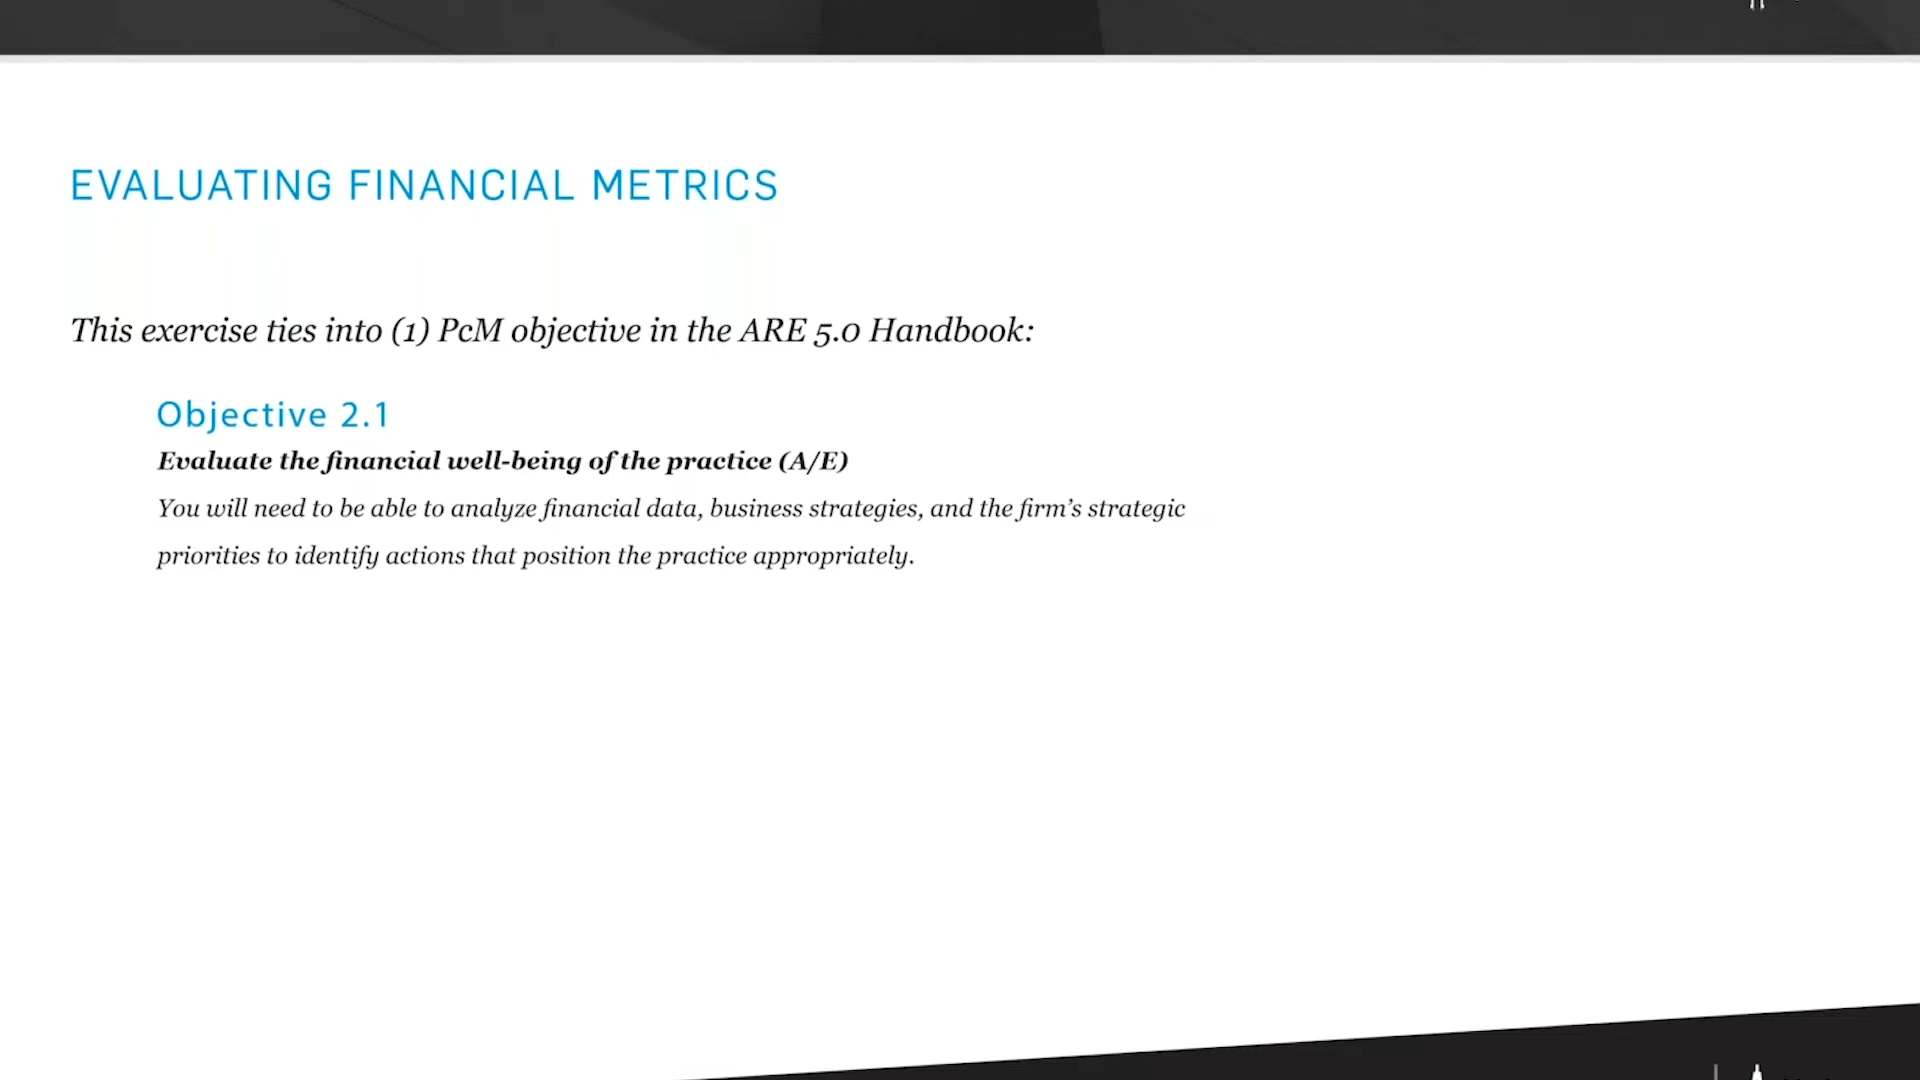 EVALUATING FINANCIAL METRICS
This exercise ties into (1) PcM objective in the ARE 5.0 Handbook:
Objective 2.1
Evaluate the financial well-being of the practice (A/E)
You will need to be able to analyze financial data, business strategies, and the firm’s strategic
priorities to identify actions that position the practice appropriately.